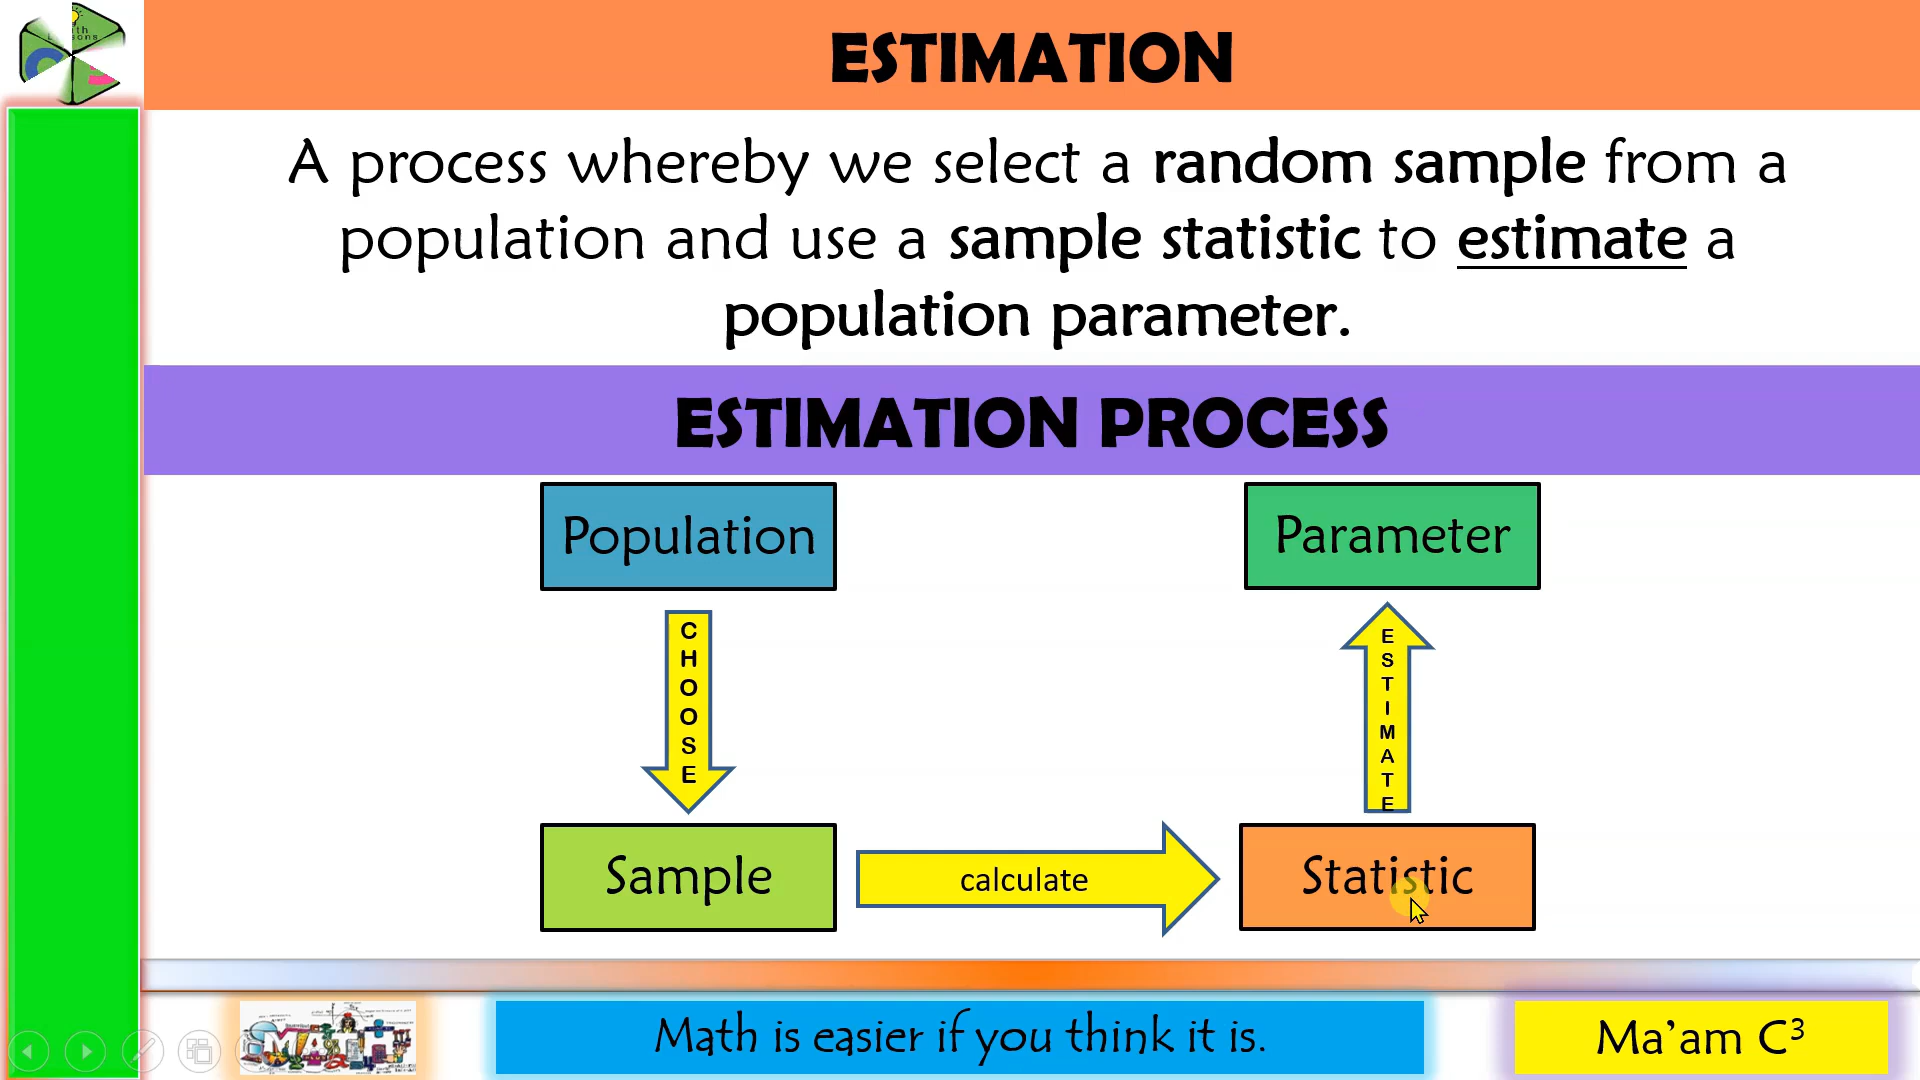 ESTIMATION
A process whereby we select a random sample from a
population and use a sample statistic to estimate a
population parameter.
ESTIMATION PROCESS
Population
Parameter
CHOOSE
ESTIMATE
Sample
calculate
Statistic
MATH
Math is easier if you think it is.
Ma'am C³